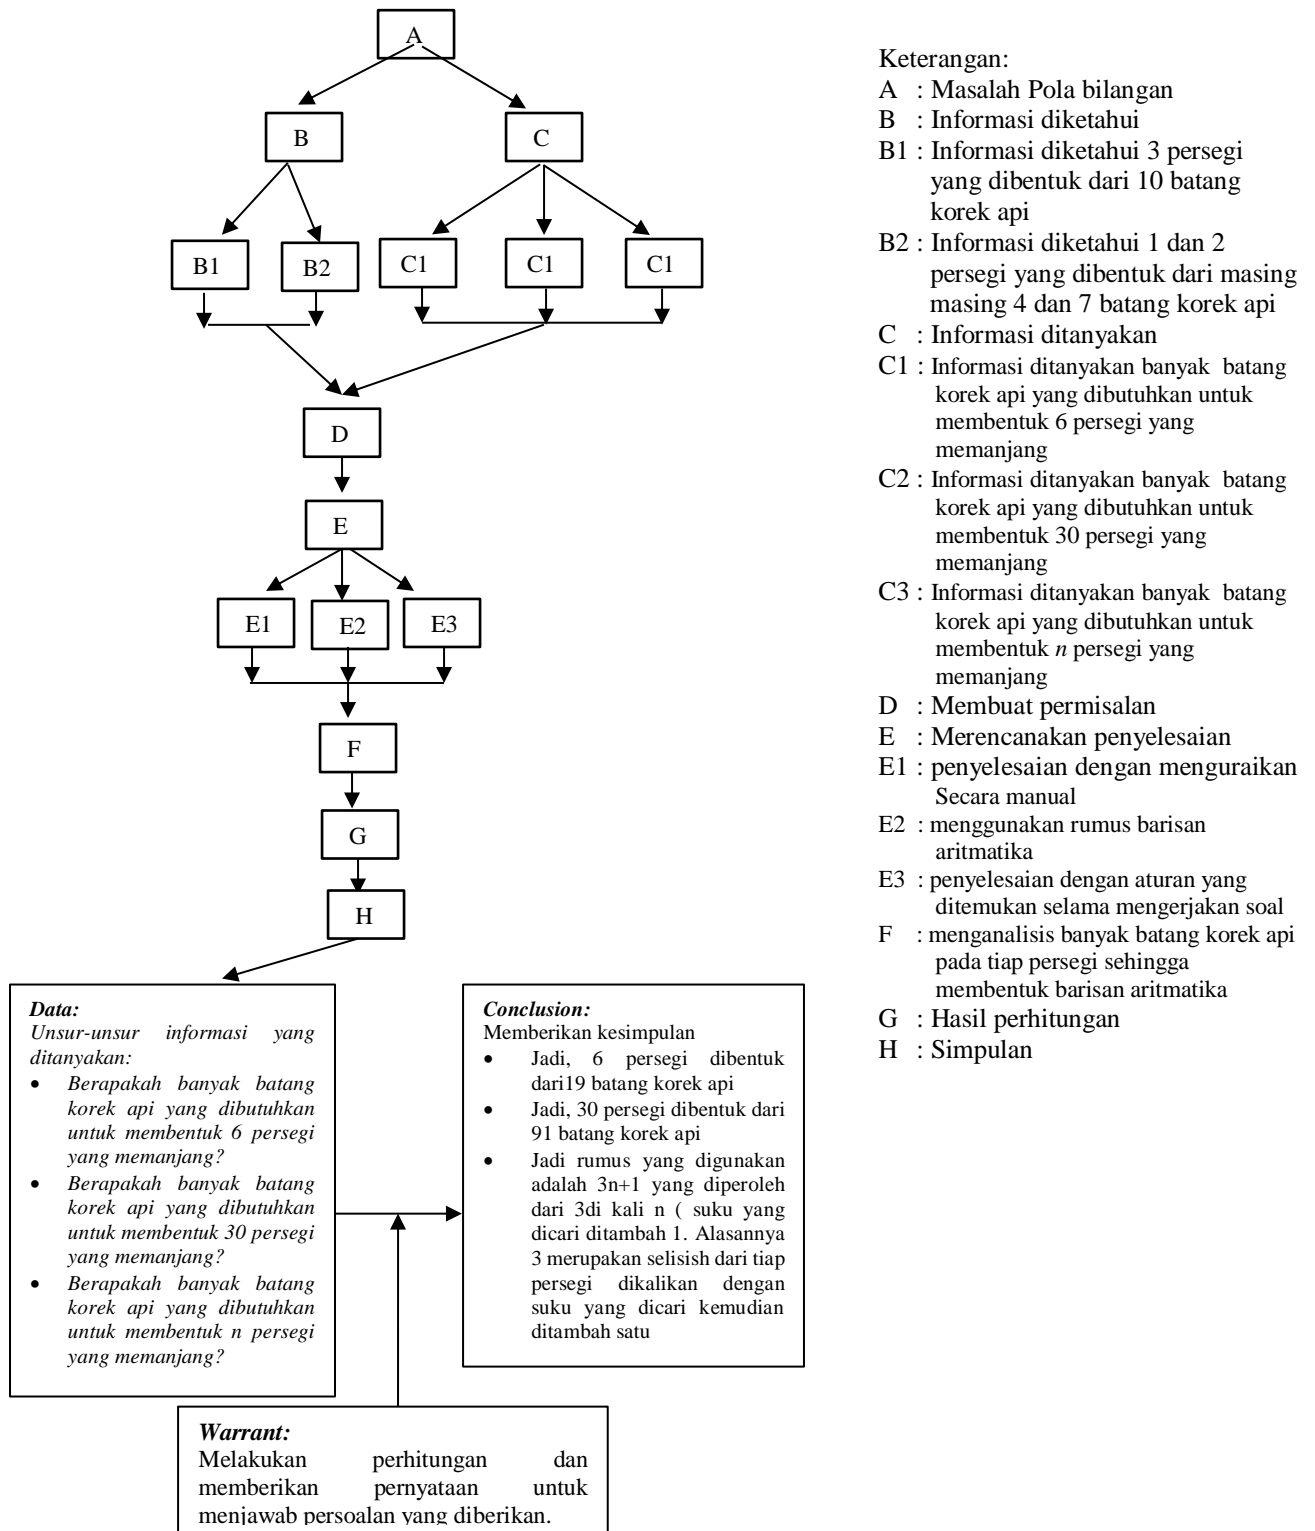 A
B
C
B1
B2
C1
C1
C1
D
E
E1
E2
E3
F
G
H
Keterangan:
A : Masalah Pola bilangan
B : Informasi diketahui
B1 : Informasi diketahui 3 persegi
yang dibentuk dari 10 batang
korek api
B2 : Informasi diketahui 1 dan 2
persegi yang dibentuk dari masing
masing 4 dan 7 batang korek api
C : Informasi ditanyakan
C1 : Informasi ditanyakan banyak batang
korek api yang dibutuhkan untuk
membentuk 6 persegi yang
memanjang
C2 : Informasi ditanyakan banyak batang
korek api yang dibutuhkan untuk
membentuk 30 persegi yang
memanjang
C3 : Informasi ditanyakan banyak batang
korek api yang dibutuhkan untuk
membentuk n persegi yang
memanjang
D : Membuat permisalan
E : Merencanakan penyelesaian
E1 : penyelesaian dengan menguraikan
Secara manual
E2 : menggunakan rumus barisan
aritmatika
E3 : penyelesaian dengan aturan yang
ditemukan selama mengerjakan soal
F : menganalisis banyak batang korek api
pada tiap persegi sehingga
membentuk barisan aritmatika
G : Hasil perhitungan
H : Simpulan
Data:
Unsur-unsur informasi yang
ditanyakan:
• Berapakah banyak batang
korek api yang dibutuhkan
untuk membentuk 6 persegi
yang memanjang?
• Berapakah banyak batang
korek api yang dibutuhkan
untuk membentuk 30 persegi
yang memanjang?
• Berapakah banyak batang
korek api yang dibutuhkan
untuk membentuk n persegi
yang memanjang?
Conclusion:
Memberikan kesimpulan
• Jadi, 6 persegi dibentuk
dari19 batang korek api
• Jadi, 30 persegi dibentuk dari
91 batang korek api
• Jadi rumus yang digunakan
adalah 3n+1 yang diperoleh
dari 3di kali n ( suku yang
dicari ditambah 1. Alasannya
3 merupakan selisish dari tiap
persegi dikalikan dengan
suku yang dicari kemudian
ditambah satu
Warrant:
Melakukan perhitungan dan
memberikan pernyataan untuk
menjawab persoalan yang diberikan.